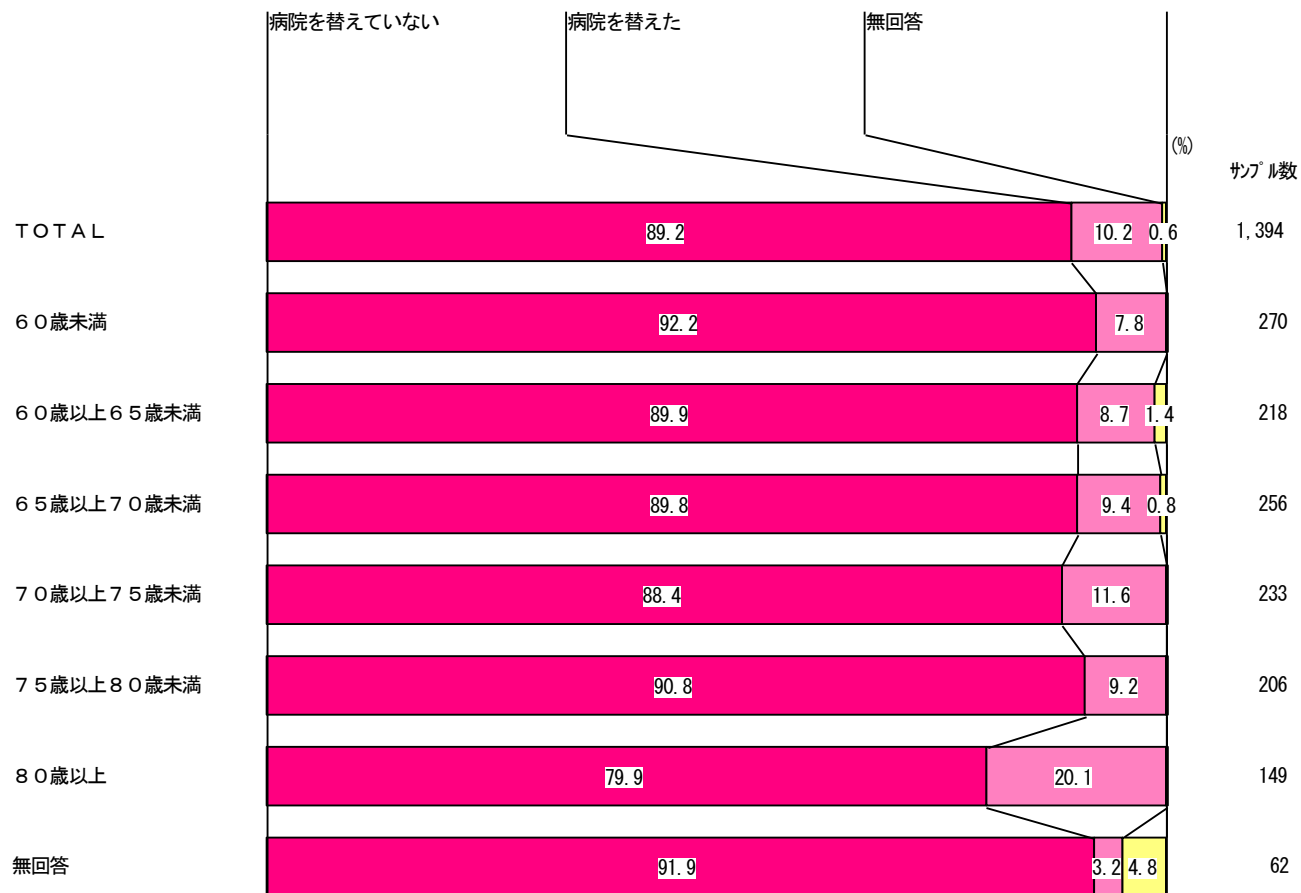 病院を替えていない 病院を替えた 無回答
(%)
ｻﾝﾌﾟﾙ数
ＴＯＴＡＬ 89.2 10.2 0.6 1,394
６０歳未満 92.2 7.8 270
６０歳以上６５歳未満 89.9 8.7 1.4 218
６５歳以上７０歳未満 89.8 9.4 0.8 256
７０歳以上７５歳未満 88.4 11.6 233
７５歳以上８０歳未満 90.8 9.2 206
８０歳以上 79.9 20.1 149
無回答 91.9 3.2 4.8 62